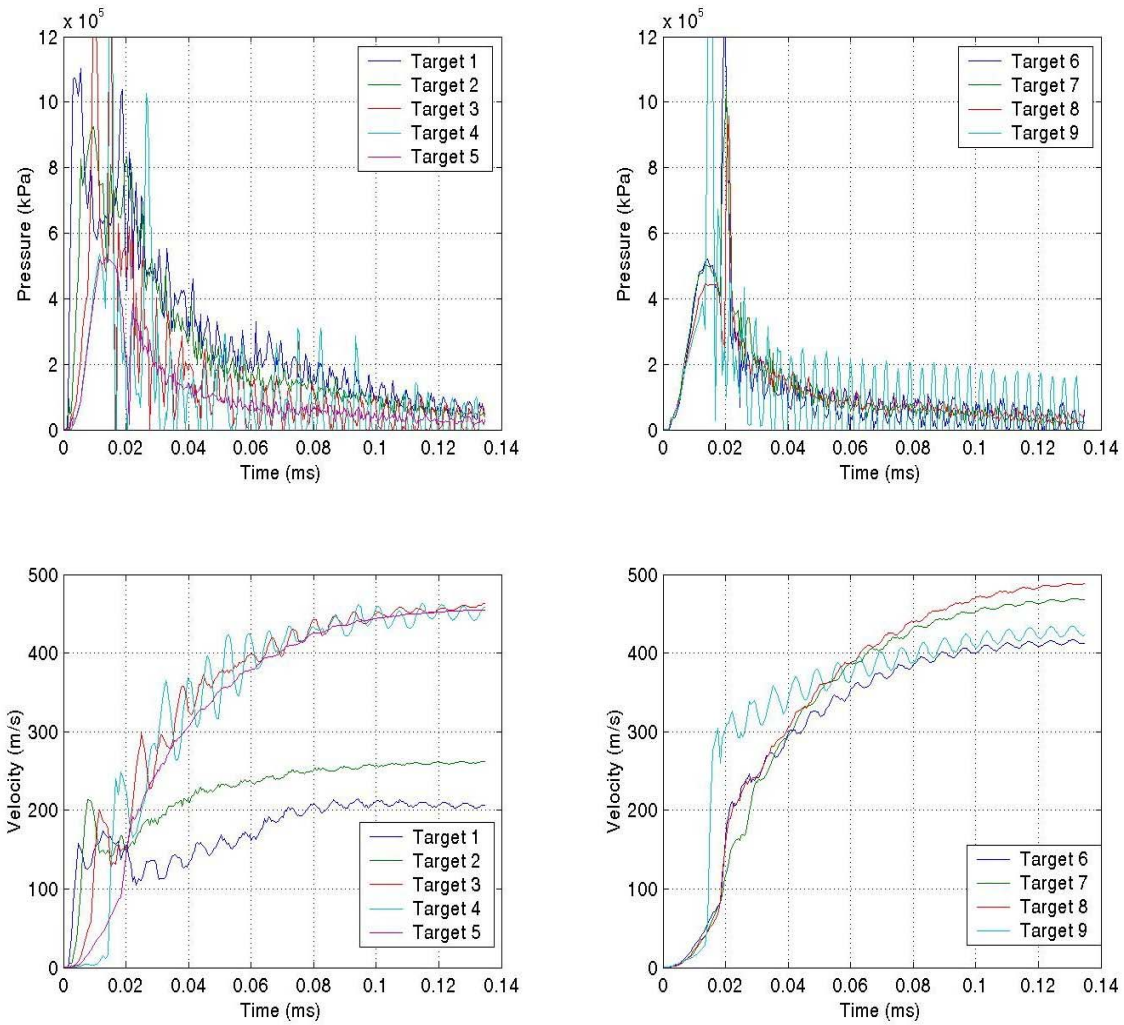 x 10⁵
12
10
8
6
4
2
0
Pressure (kPa)
0 0.02 0.04 0.06 0.08 0.1 0.12 0.14
Time (ms)
Target 1
Target 2
Target 3
Target 4
Target 5
x 10⁵
12
10
8
6
4
2
0
Pressure (kPa)
0 0.02 0.04 0.06 0.08 0.1 0.12 0.14
Time (ms)
Target 6
Target 7
Target 8
Target 9
500
400
300
200
100
0
Velocity (m/s)
0 0.02 0.04 0.06 0.08 0.1 0.12 0.14
Time (ms)
Target 1
Target 2
Target 3
Target 4
Target 5
500
400
300
200
100
0
Velocity (m/s)
0 0.02 0.04 0.06 0.08 0.1 0.12 0.14
Time (ms)
Target 6
Target 7
Target 8
Target 9